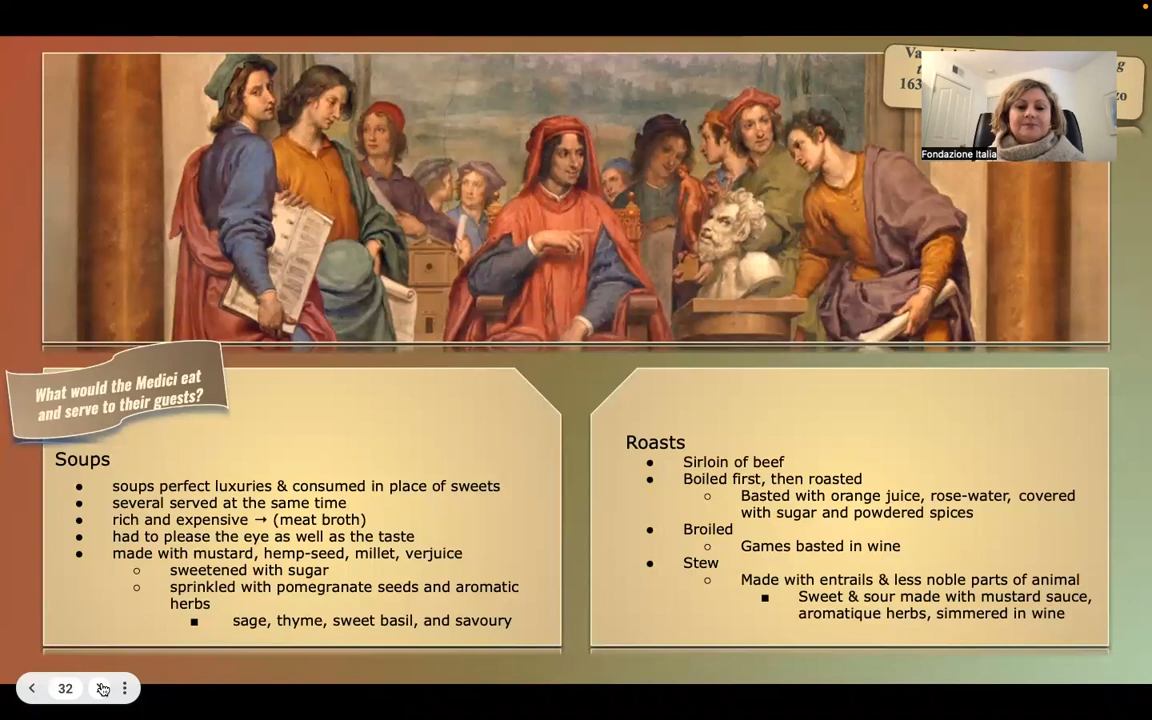 Va
163
g
zo
Fondazione Italia
What would the Medici eat
and serve to their guests?
Soups
● soups perfect luxuries & consumed in place of sweets
● several served at the same time
● rich and expensive → (meat broth)
● had to please the eye as well as the taste
● made with mustard, hemp-seed, millet, verjuice
○ sweetened with sugar
○ sprinkled with pomegranate seeds and aromatic
herbs
■ sage, thyme, sweet basil, and savoury
Roasts
● Sirloin of beef
● Boiled first, then roasted
○ Basted with orange juice, rose-water, covered
with sugar and powdered spices
● Broiled
○ Games basted in wine
● Stew
○ Made with entrails & less noble parts of animal
■ Sweet & sour made with mustard sauce,
aromatique herbs, simmered in wine
32